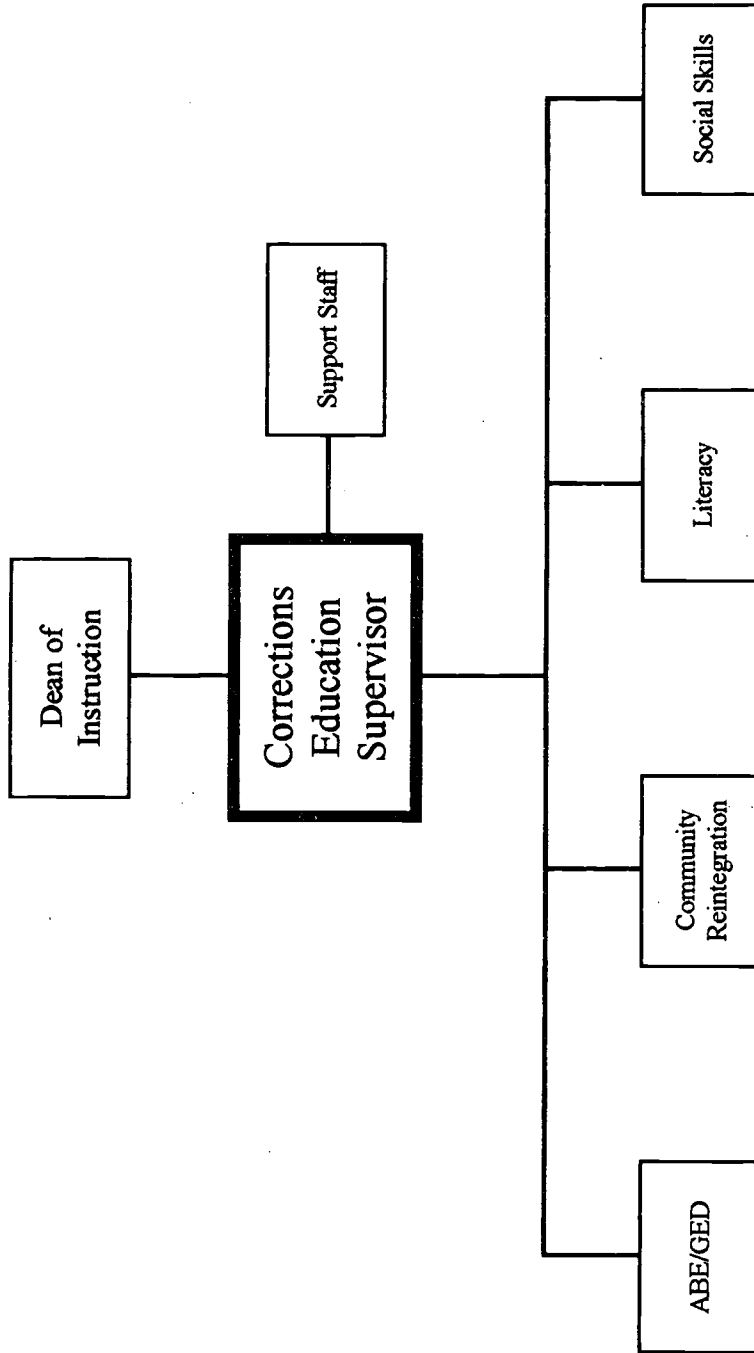 Dean of
Instruction
Corrections
Education
Supervisor
Support Staff
ABE/GED
Community
Reintegration
Literacy
Social Skills